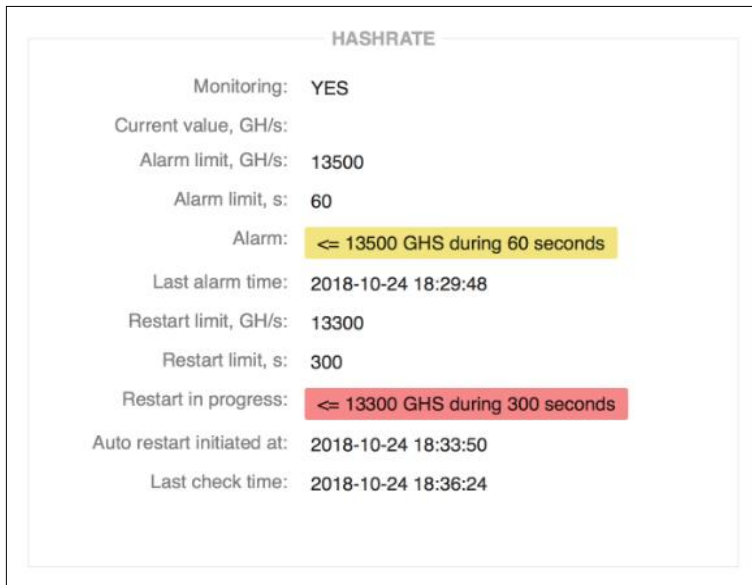 HASHRATE
Monitoring: YES
Current value, GH/s:
Alarm limit, GH/s: 13500
Alarm limit, s: 60
Alarm: <= 13500 GHS during 60 seconds
Last alarm time: 2018-10-24 18:29:48
Restart limit, GH/s: 13300
Restart limit, s: 300
Restart in progress: <= 13300 GHS during 300 seconds
Auto restart initiated at: 2018-10-24 18:33:50
Last check time: 2018-10-24 18:36:24